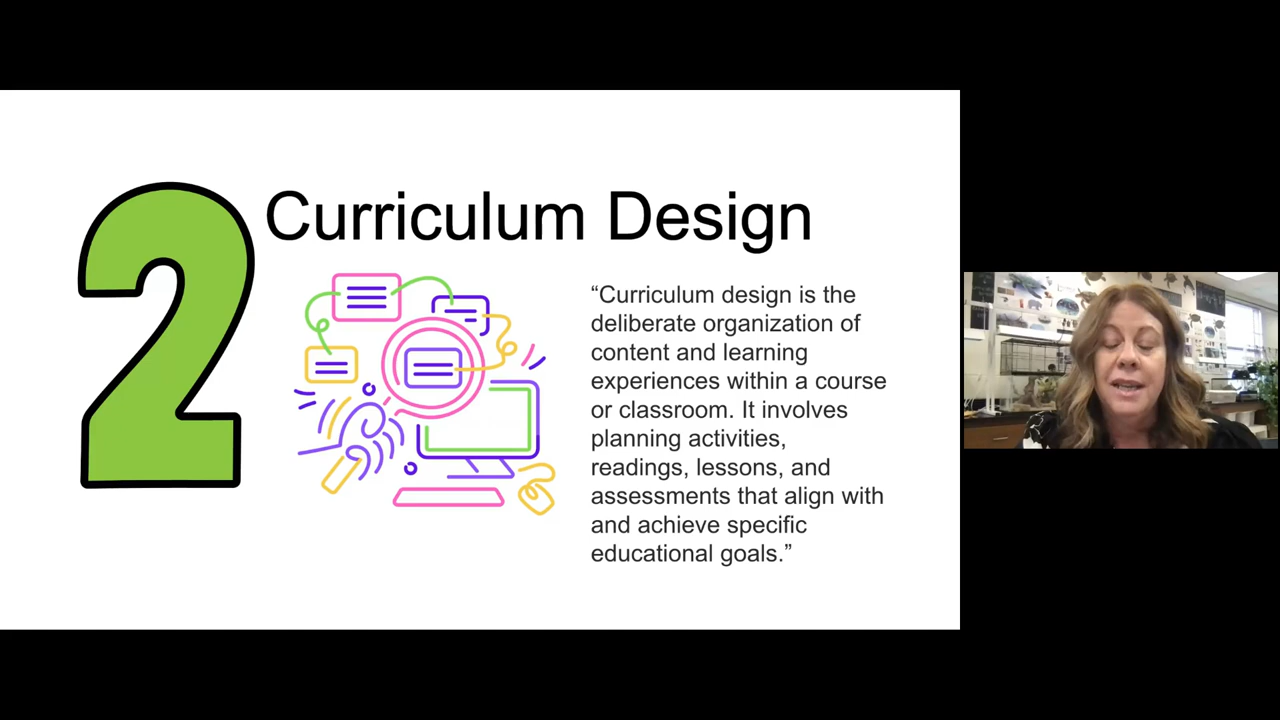 2
Curriculum Design
“Curriculum design is the
deliberate organization of
content and learning
experiences within a course
or classroom. It involves
planning activities,
readings, lessons, and
assessments that align with
and achieve specific
educational goals.”